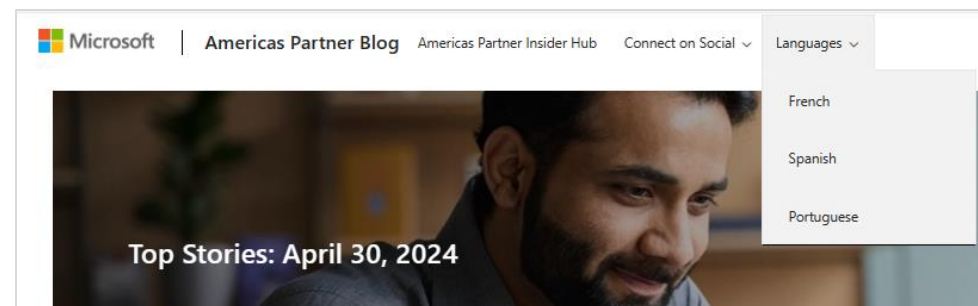 Microsoft | Americas Partner Blog Americas Partner Insider Hub Connect on Social Languages
French
Spanish
Portuguese
Top Stories: April 30, 2024